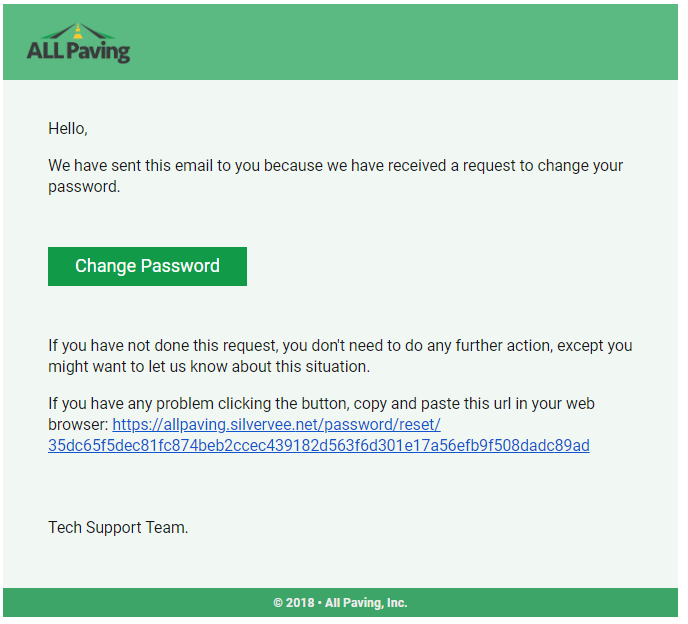 ALL Paving
Hello,
We have sent this email to you because we have received a request to change your
password.
Change Password
If you have not done this request, you don't need to do any further action, except you
might want to let us know about this situation.
If you have any problem clicking the button, copy and paste this url in your web
browser: https://allpaving.silvervee.net/password/reset/
35dc65f5dec81fc874beb2ccec439182d563f6d301e17a56efb9f508dadc89ad
Tech Support Team.
© 2018 • All Paving, Inc.